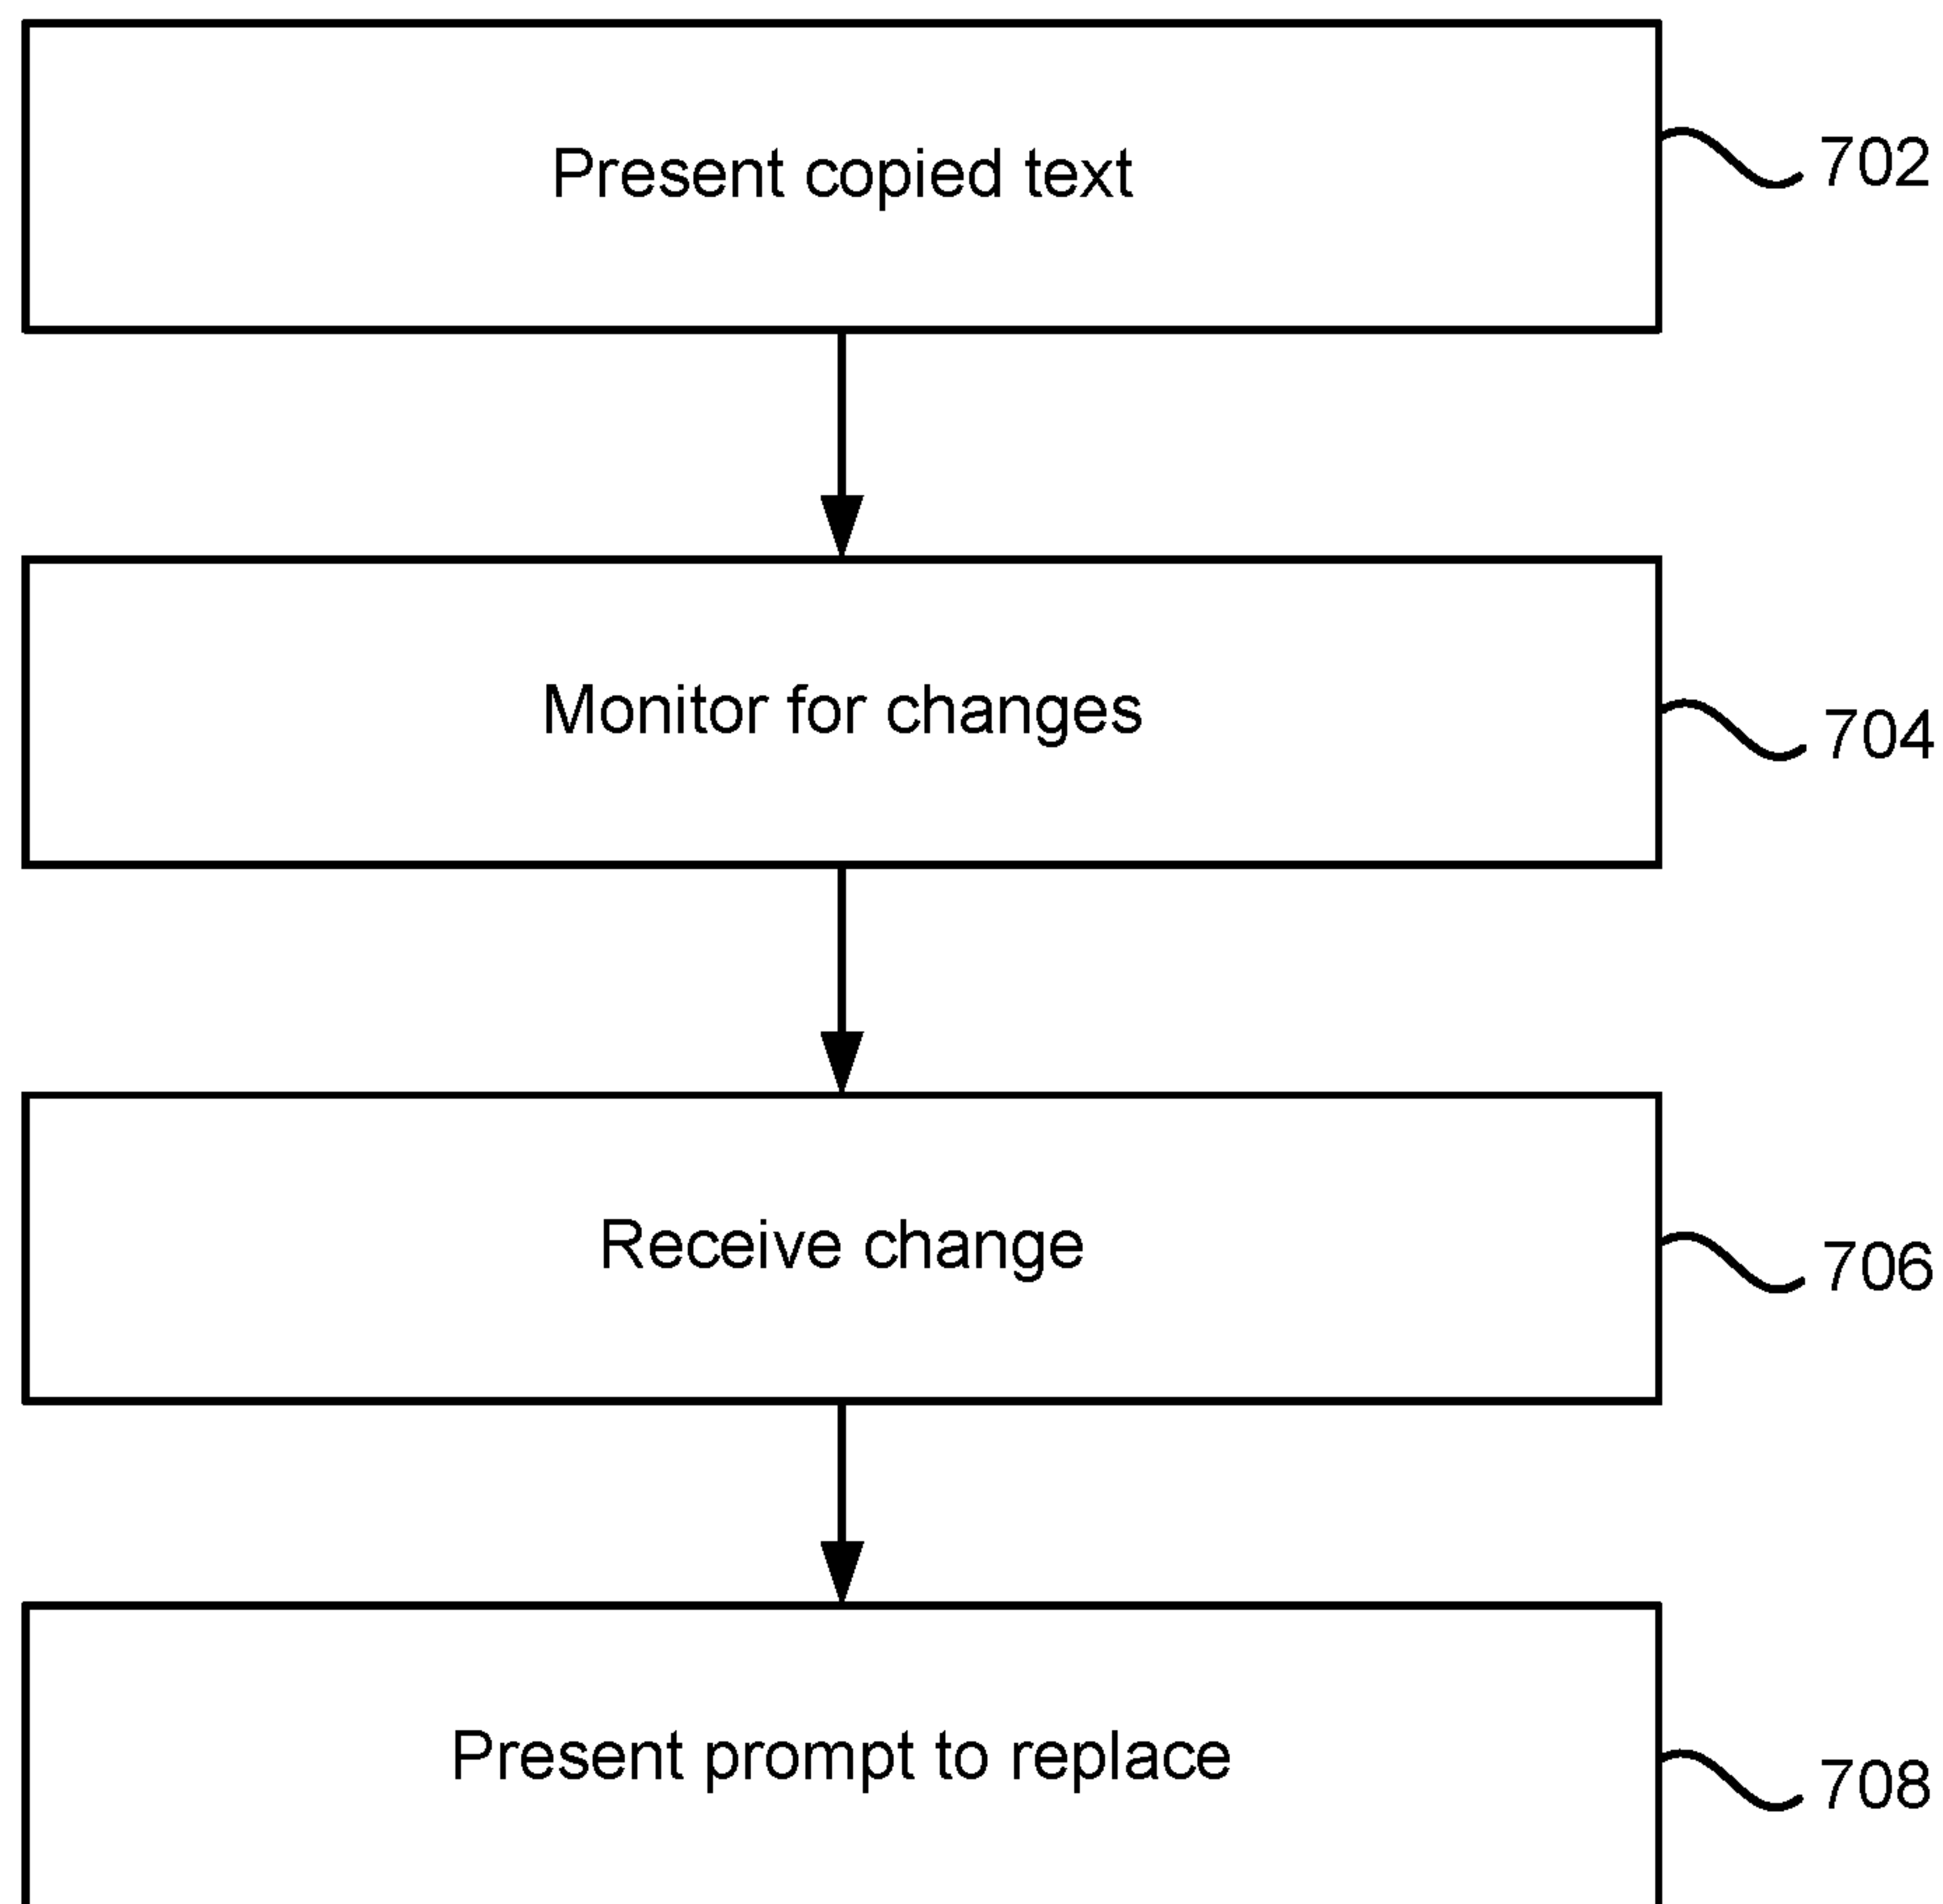 Present copied text
702
Monitor for changes
704
Receive change
706
Present prompt to replace
708